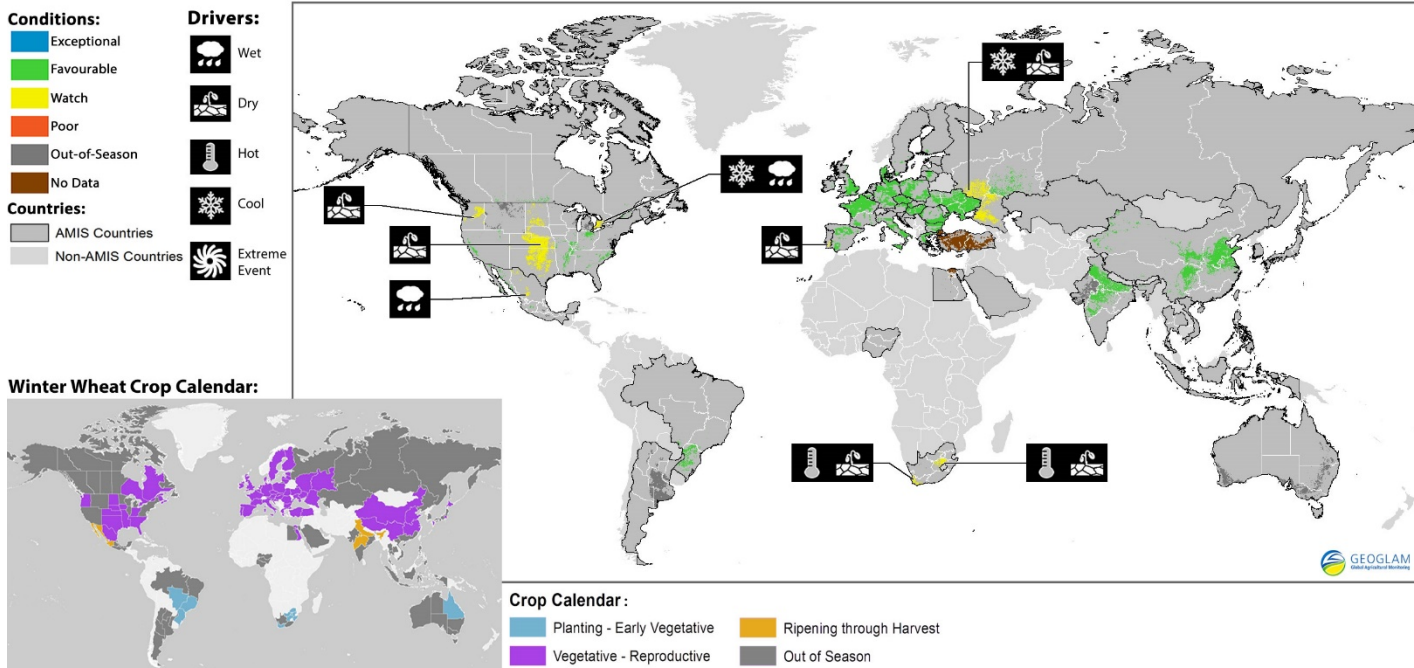 Conditions:
Exceptional
Favourable
Watch
Poor
Out-of-Season
No Data
Countries:
AMIS Countries
Non-AMIS Countries
Drivers:
Wet
Dry
Hot
Cool
Extreme
Event
Winter Wheat Crop Calendar:
GEOGLAM
Global Agricultural Monitoring
Crop Calendar :
Planting - Early Vegetative
Vegetative - Reproductive
Ripening through Harvest
Out of Season